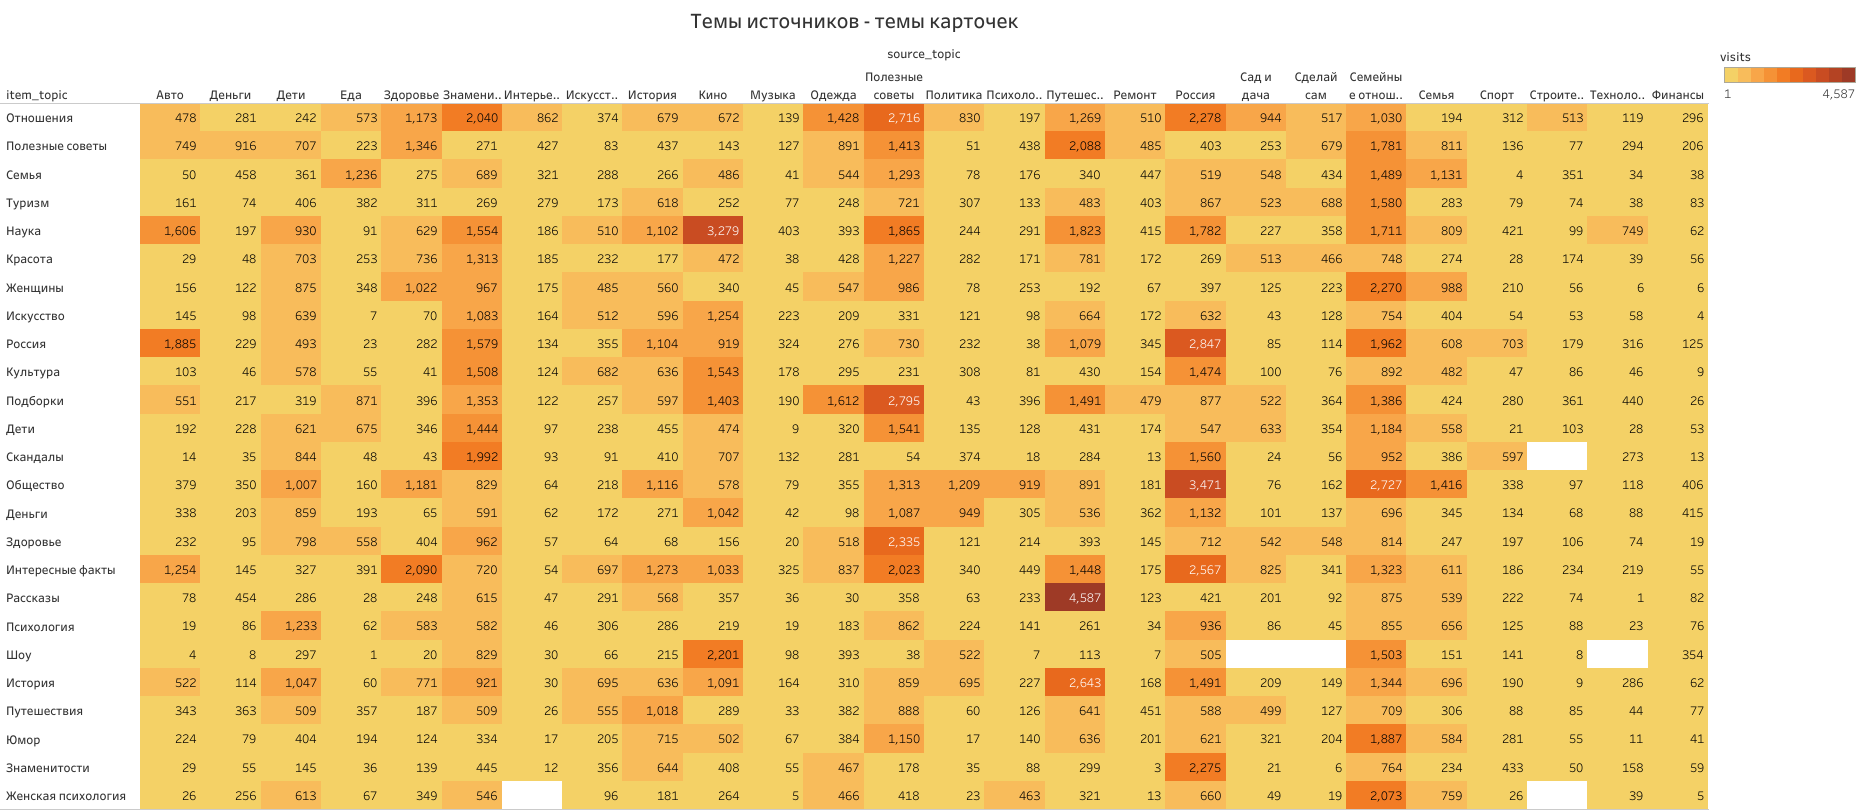 Темы источников - темы карточек
source_topic
visits
1 4,587
Полезные Сад и Сделай Семейны
item_topic Авто Деньги Дети Еда Здоровье Знамени.. Интерье.. Искусст.. История Кино Музыка Одежда советы Политика Психоло.. Путешес.. Ремонт Россия дача сам е отнош.. Семья Спорт Строите.. Техноло.. Финансы
Отношения 478 281 242 573 1,173 2,040 862 374 679 672 139 1,428 2,716 830 197 1,269 510 2,278 944 517 1,030 194 312 513 119 296
Полезные советы 749 916 707 223 1,346 271 427 83 437 143 127 891 1,413 51 438 2,088 485 403 253 679 1,781 811 136 77 294 206
Семья 50 458 361 1,236 275 689 321 288 266 486 41 544 1,293 78 176 340 447 519 548 434 1,489 1,131 4 351 34 38
Туризм 161 74 406 382 311 269 279 173 618 252 77 248 721 307 133 483 403 867 523 688 1,580 283 79 74 38 83
Наука 1,606 197 930 91 629 1,554 186 510 1,102 3,279 403 393 1,865 244 291 1,823 415 1,782 227 358 1,711 809 421 99 749 62
Красота 29 48 703 253 736 1,313 185 232 177 472 38 428 1,227 282 171 781 172 269 513 466 748 274 28 174 39 56
Женщины 156 122 875 348 1,022 967 175 485 560 340 45 547 986 78 253 192 67 397 125 223 2,270 988 210 56 6 6
Искусство 145 98 639 7 70 1,083 164 512 596 1,254 223 209 331 121 98 664 172 632 43 128 754 404 54 53 58 4
Россия 1,885 229 493 23 282 1,579 134 355 1,104 919 324 276 730 232 38 1,079 345 2,847 85 114 1,962 608 703 179 316 125
Культура 103 46 578 55 41 1,508 124 682 636 1,543 178 295 231 308 81 430 154 1,474 100 76 892 482 47 86 46 9
Подборки 551 217 319 871 396 1,353 122 257 597 1,403 190 1,612 2,795 43 396 1,491 479 877 522 364 1,386 424 280 361 440 26
Дети 192 228 621 675 346 1,444 97 238 455 474 9 320 1,541 135 128 431 174 547 633 354 1,184 558 21 103 28 53
Скандалы 14 35 844 48 43 1,992 93 91 410 707 132 281 54 374 18 284 13 1,560 24 56 952 386 597 273 13
Общество 379 350 1,007 160 1,181 829 64 218 1,116 578 79 355 1,313 1,209 919 891 181 3,471 76 162 2,727 1,416 338 97 118 406
Деньги 338 203 859 193 65 591 62 172 271 1,042 42 98 1,087 949 305 536 362 1,132 101 137 696 345 134 68 88 415
Здоровье 232 95 798 558 404 962 57 64 68 156 20 518 2,335 121 214 393 145 712 542 548 814 247 197 106 74 19
Интересные факты 1,254 145 327 391 2,090 720 54 697 1,273 1,033 325 837 2,023 340 449 1,448 175 2,567 825 341 1,323 611 186 234 219 55
Рассказы 78 454 286 28 248 615 47 291 568 357 36 30 358 63 233 4,587 123 421 201 92 875 539 222 74 1 82
Психология 19 86 1,233 62 583 582 46 306 286 219 19 183 862 224 141 261 34 936 86 45 855 656 125 88 23 76
Шоу 4 8 297 1 20 829 30 66 215 2,201 98 393 38 522 7 113 7 505 1,503 151 141 8 354
История 522 114 1,047 60 771 921 30 695 636 1,091 164 310 859 695 227 2,643 168 1,491 209 149 1,344 696 190 9 286 62
Путешествия 343 363 509 357 187 509 26 555 1,018 289 33 382 888 60 126 641 451 588 499 127 709 306 88 85 44 77
Юмор 224 79 404 194 124 334 17 205 715 502 67 384 1,150 17 140 636 201 621 321 204 1,887 584 281 55 11 41
Знаменитости 29 55 145 36 139 445 12 356 644 408 55 467 178 35 88 299 3 2,275 21 6 764 234 433 50 158 59
Женская психология 26 256 613 67 349 546 96 181 264 5 466 418 23 463 321 13 660 49 19 2,073 759 26 39 5